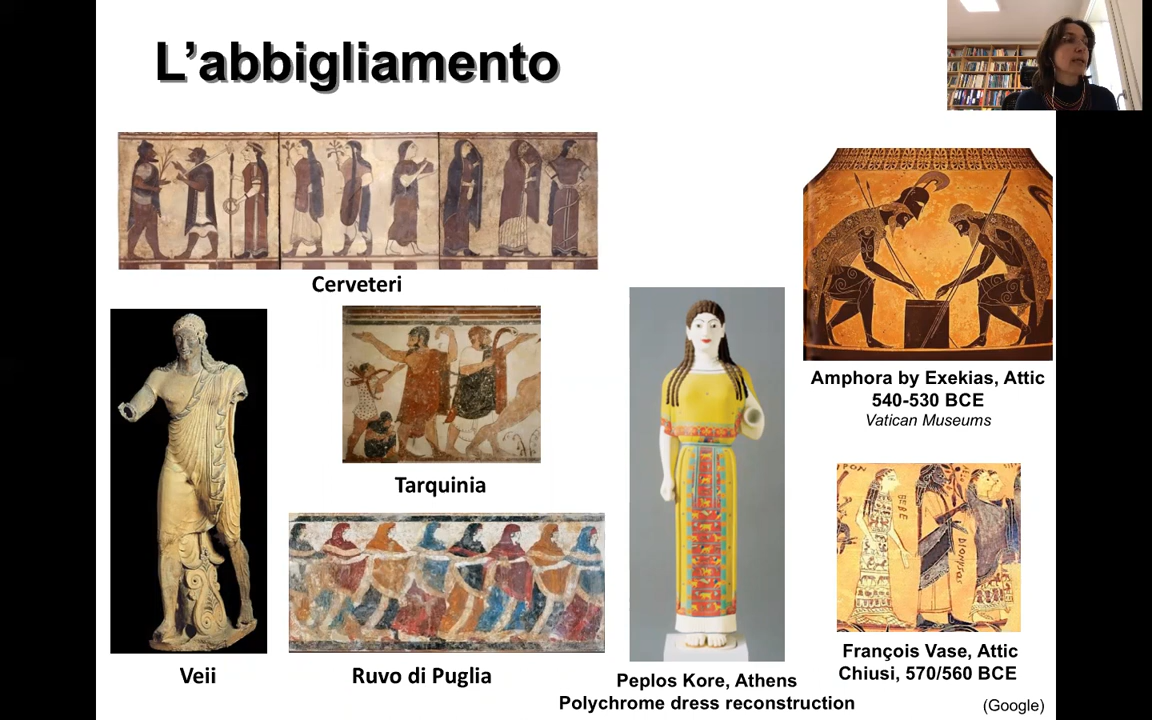 L’abbigliamento
Cerveteri
Tarquinia
Veii
Ruvo di Puglia
Peplos Kore, Athens
Polychrome dress reconstruction
Amphora by Exekias, Attic
540-530 BCE
Vatican Museums
François Vase, Attic
Chiusi, 570/560 BCE
(Google)